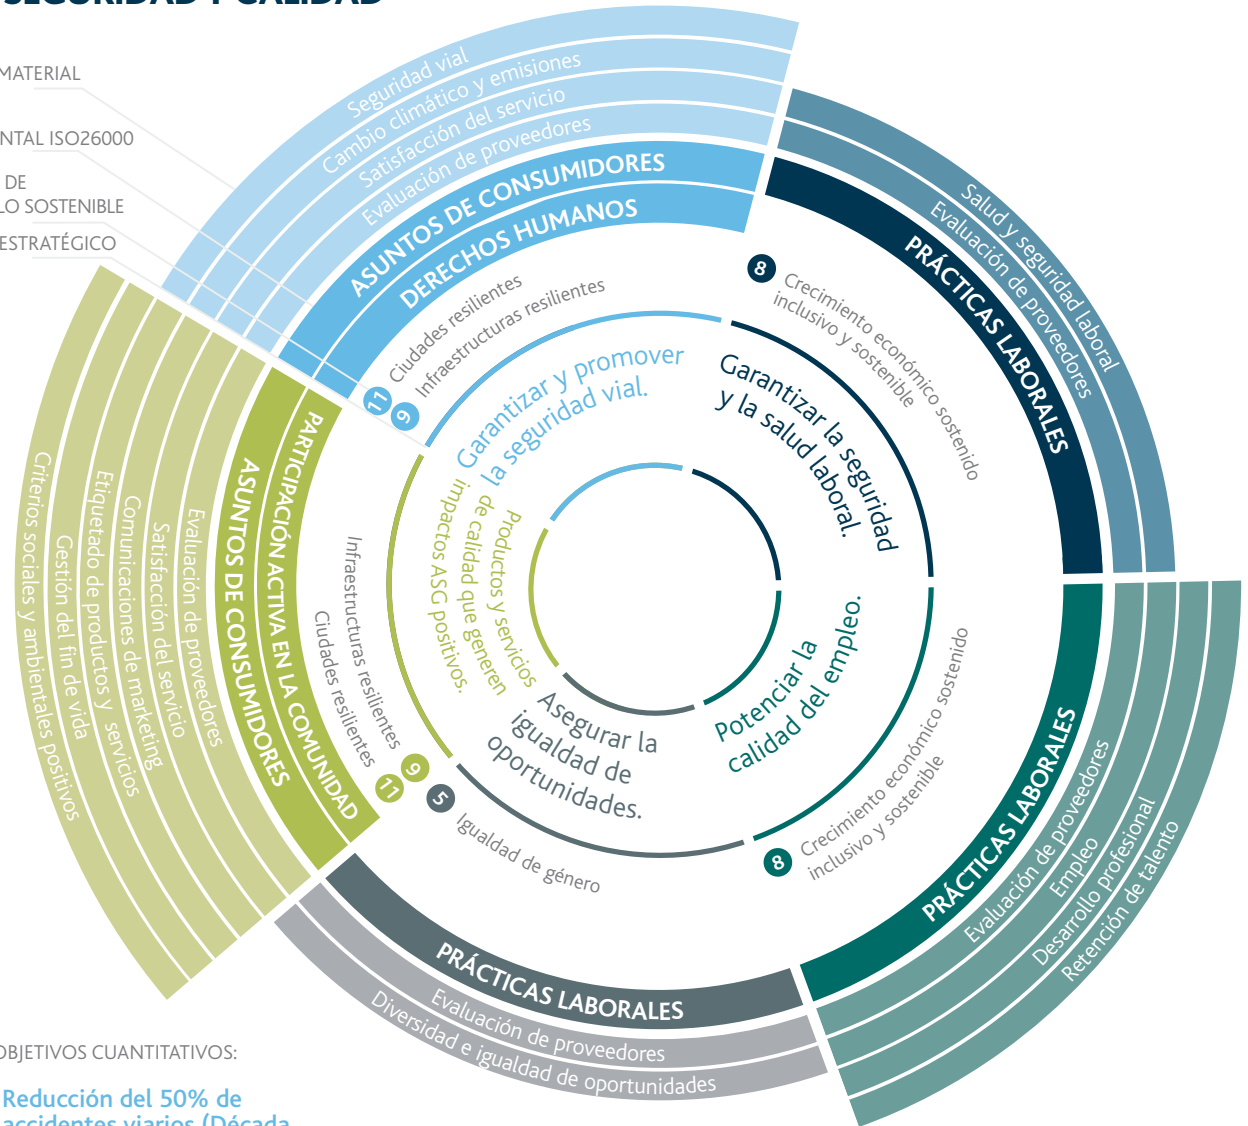 SEGURIDAD Y CALIDAD
MATERIAL
NTAL ISO26000
DE
LO SOSTENIBLE
ESTRATÉGICO
Seguridad vial
Cambio climático y emisiones
Satisfacción del servicio
Evaluación de proveedores
ASUNTOS DE CONSUMIDORES
DERECHOS HUMANOS
11 Ciudades resilientes
9 Infraestructuras resilientes
Garantizar y promover
la seguridad vial.
Salud y seguridad laboral
Evaluación de proveedores
PRÁCTICAS LABORALES
8 Crecimiento económico sostenido
inclusivo y sostenible
Garantizar la seguridad
y la salud laboral.
Potenciar la
calidad del empleo.
8 Crecimiento económico sostenido
inclusivo y sostenible
PRÁCTICAS LABORALES
Evaluación de proveedores
Empleo
Desarrollo profesional
Retención de talento
Asegurar la
igualdad de
oportunidades.
5 Igualdad de género
PRÁCTICAS LABORALES
Evaluación de proveedores
Diversidad e igualdad de oportunidades
Productos y servicios
de calidad que generen
impactos ASG positivos.
Infraestructuras resilientes 9
Ciudades resilientes 11
PARTICIPACIÓN ACTIVA EN LA COMUNIDAD
ASUNTOS DE CONSUMIDORES
Evaluación de proveedores
Satisfacción del servicio
Comunicaciones de marketing
Etiquetado de productos y servicios
Gestión del fin de vida
Criterios sociales y ambientales positivos
OBJETIVOS CUANTITATIVOS:
Reducción del 50% de
accidentes viarios (Década